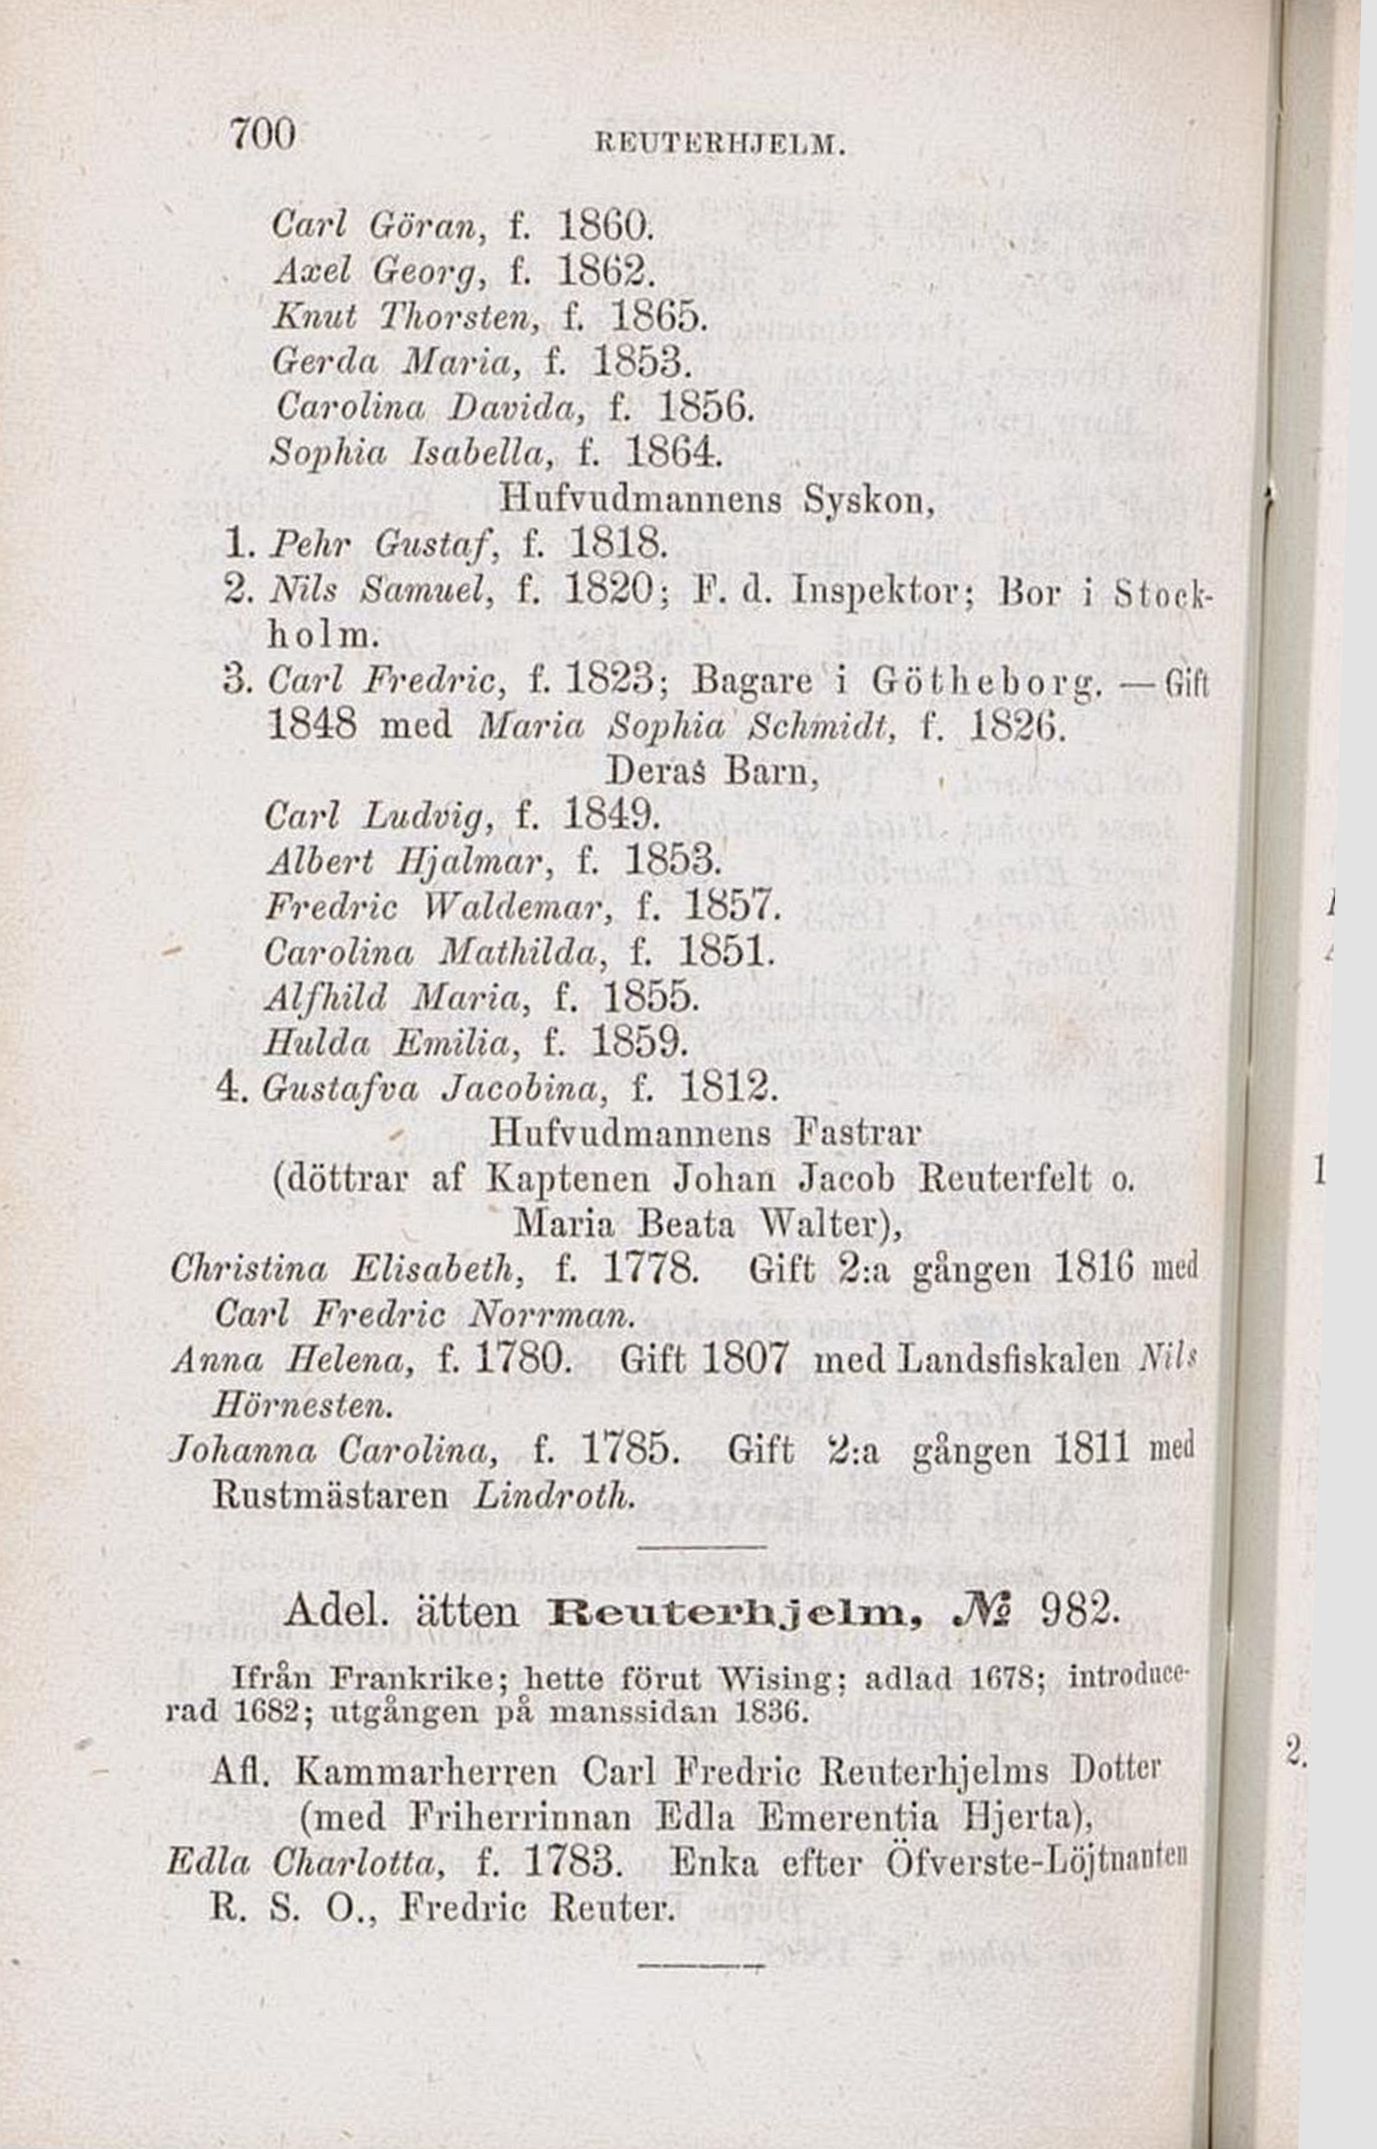 700 REUTERHJELM.
Carl Göran, f. 1860.
Axel Georg, f. 1862.
Knut Thorsten, f. 1865.
Gerda Maria, f. 1853.
Carolina Davida, f. 1856.
Sophia Isabella, f. 1864.
Hufvudmannens Syskon,
1. Pehr Gustaf, f. 1818.
2. Nils Samuel, f. 1820; F. d. Inspektor; Bor i Stock-
holm.
3. Carl Fredric, f. 1823; Bagare i Götheborg. — Gift
1848 med Maria Sophia Schmidt, f. 1826.
Deras Barn,
Carl Ludvig, f. 1849.
Albert Hjalmar, f. 1853.
Fredric Waldemar, f. 1857.
Carolina Mathilda, f. 1851.
Alfhild Maria, f. 1855.
Hulda Emilia, f. 1859.
4. Gustafva Jacobina, f. 1812.
Hufvudmannens Fastrar
(döttrar af Kaptenen Johan Jacob Reuterfelt o.
Maria Beata Walter),
Christina Elisabeth, f. 1778. Gift 2:a gången 1816 med
Carl Fredric Norrman.
Anna Helena, f. 1780. Gift 1807 med Landsfiskalen Nils
Hörnesten.
Johanna Carolina, f. 1785. Gift 2:a gången 1811 med
Rustmästaren Lindroth.
Adel. ätten Reuterhjelm, № 982.
Ifrån Frankrike; hette förut Wising; adlad 1678; introduce-
rad 1682; utgången på manssidan 1836.
Afl. Kammarherren Carl Fredric Reuterhjelms Dotter
(med Friherrinnan Edla Emerentia Hjerta),
Edla Charlotta, f. 1783. Enka efter Öfverste-Löjtnanten
R. S. O., Fredric Reuter.
1
2.